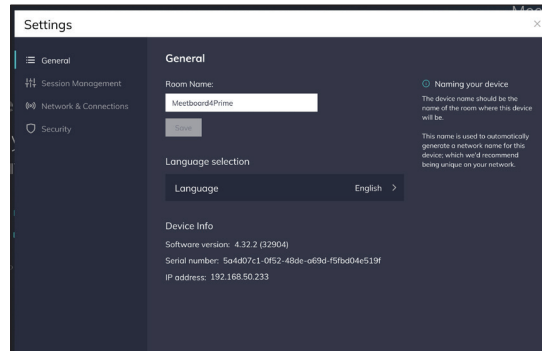 Settings
General
Session Management
Network & Connections
Security
General
Room Name:
Meetboard4Prime
Save
Language selection
Language English
Device Info
Software version: 4.32.2 (32904)
Serial number: 5a4d07c1-0f52-48de-a69d-f5fbd04e519f
IP address: 192.168.50.233
Naming your device
The device name should be the
name of the room where this device
will be.
This name is used to automatically
generate a network name for this
device; which we'd recommend
being unique on your network.